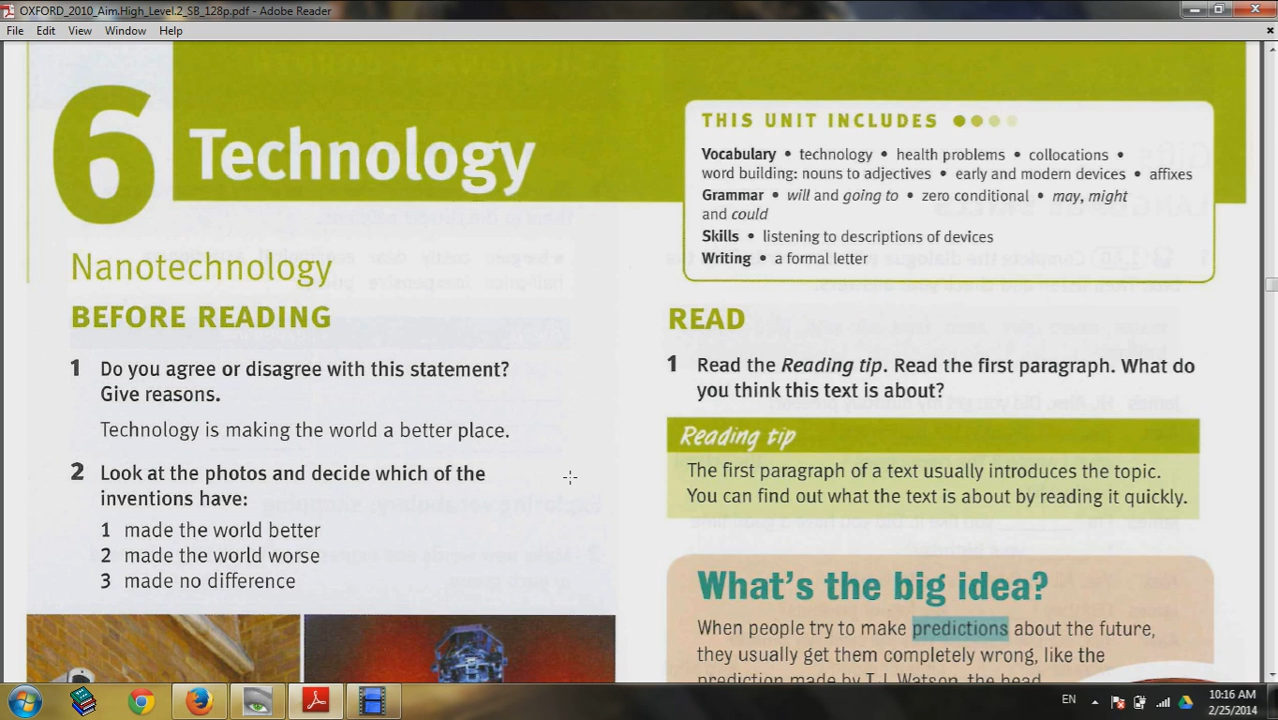 OXFORD_2010_Aim.High_Level.2_SB_128p.pdf - Adobe Reader
File Edit View Window Help
6 Technology
THIS UNIT INCLUDES
Vocabulary • technology • health problems • collocations •
word building: nouns to adjectives • early and modern devices • affixes
Grammar • will and going to • zero conditional • may, might
and could
Skills • listening to descriptions of devices
Writing • a formal letter
Nanotechnology
BEFORE READING
1 Do you agree or disagree with this statement?
Give reasons.
Technology is making the world a better place.
2 Look at the photos and decide which of the
inventions have:
1 made the world better
2 made the world worse
3 made no difference
READ
1 Read the Reading tip. Read the first paragraph. What do
you think this text is about?
Reading tip
The first paragraph of a text usually introduces the topic.
You can find out what the text is about by reading it quickly.
What's the big idea?
When people try to make predictions about the future,
they usually get them completely wrong, like the
prediction made by T.J. Watson, the head
EN
10:16 AM
2/25/2014